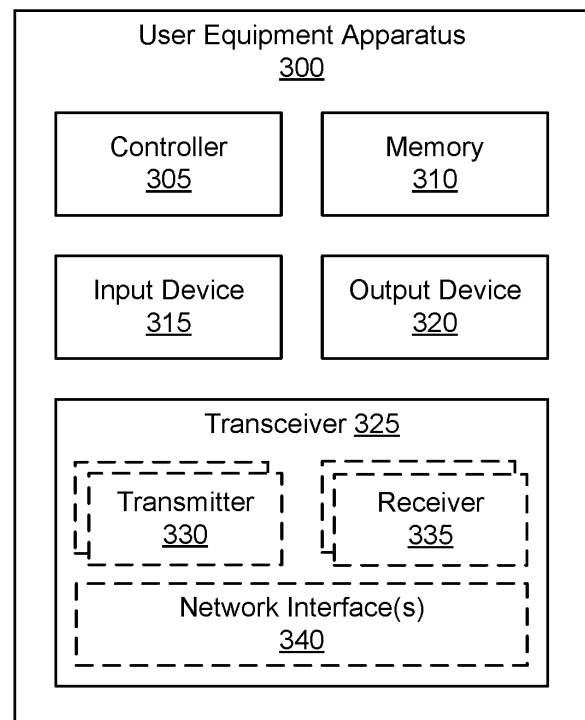 User Equipment Apparatus
300
Controller
305
Memory
310
Input Device
315
Output Device
320
Transceiver 325
Transmitter
330
Receiver
335
Network Interface(s)
340